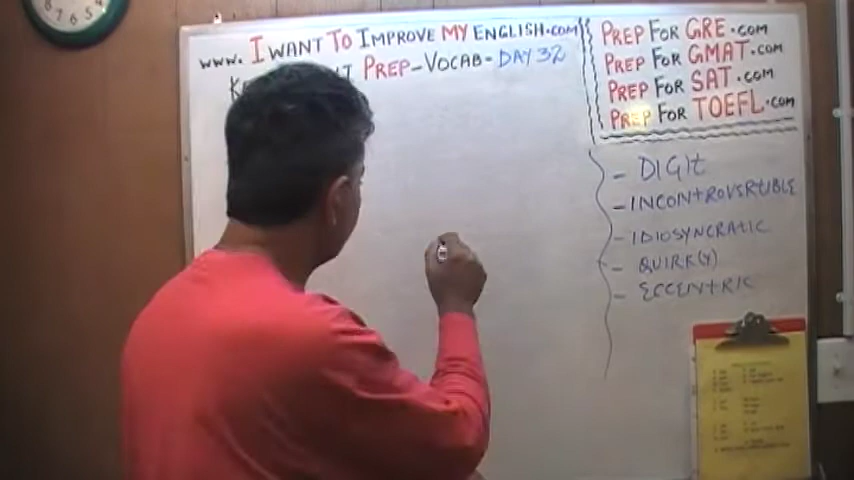 www. I WANT TO IMPROVE MY ENGLISH.COM
PREP-VOCAB- DAY 32
PREP FOR GRE.COM
PREP FOR GMAT.COM
PREP FOR SAT.COM
PREP FOR TOEFL.COM
- DIGIT
- INCONTROVERTIBLE
- IDIOSYNCRATIC
- QUIRK(Y)
- ECCENTRIC